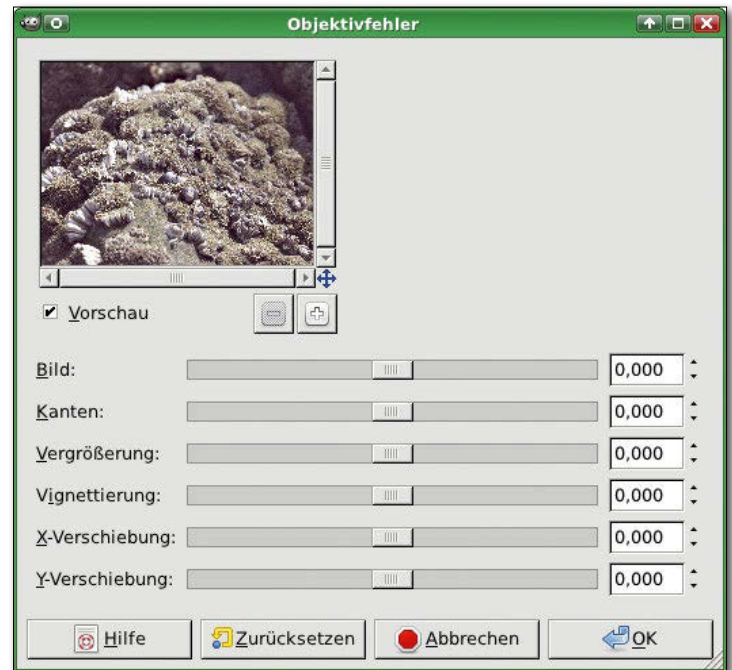 Objektivfehler
Vorschau
Bild: 0,000
Kanten: 0,000
Vergrößerung: 0,000
Vignettierung: 0,000
X-Verschiebung: 0,000
Y-Verschiebung: 0,000
Hilfe Zurücksetzen Abbrechen OK